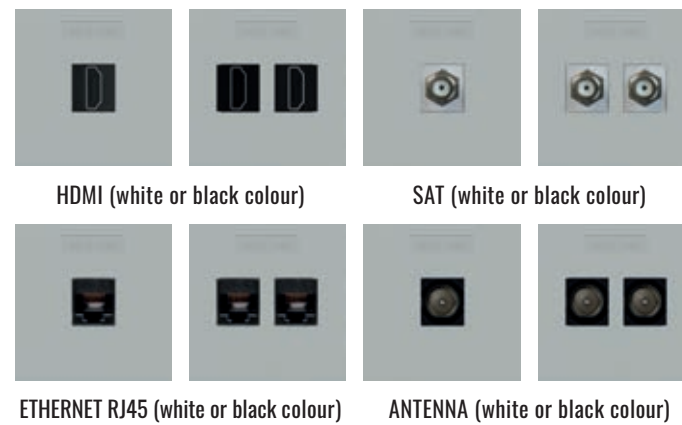 HDMI (white or black colour)
SAT (white or black colour)
ETHERNET RJ45 (white or black colour)
ANTENNA (white or black colour)